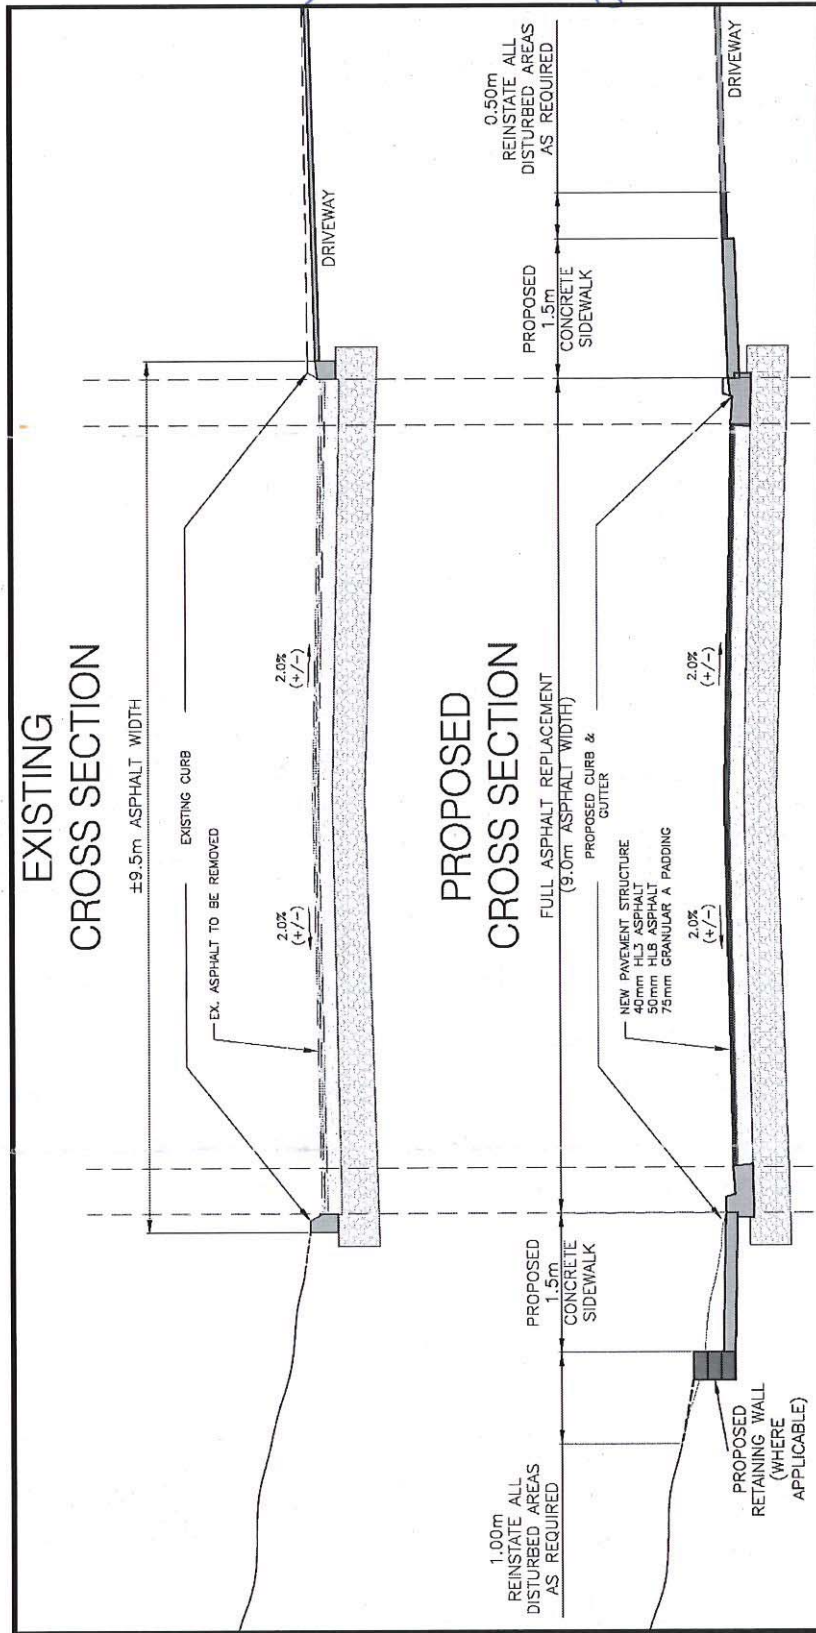 EXISTING
CROSS SECTION
±9.5m ASPHALT WIDTH
EXISTING CURB
EX. ASPHALT TO BE REMOVED
2.0%
(+/-)
2.0%
(+/-)
DRIVEWAY
PROPOSED
CROSS SECTION
FULL ASPHALT REPLACEMENT
(9.0m ASPHALT WIDTH)
1.00m
REINSTATE ALL
DISTURBED AREAS
AS REQUIRED
PROPOSED
1.5m
CONCRETE
SIDEWALK
PROPOSED CURB &
GUTTER
PROPOSED
1.5m
CONCRETE
SIDEWALK
0.50m
REINSTATE ALL
DISTURBED AREAS
AS REQUIRED
NEW PAVEMENT STRUCTURE
40mm HL3 ASPHALT
50mm HL8 ASPHALT
75mm GRANULAR A PADDING
2.0%
(+/-)
2.0%
(+/-)
PROPOSED
RETAINING WALL
(WHERE
APPLICABLE)
DRIVEWAY